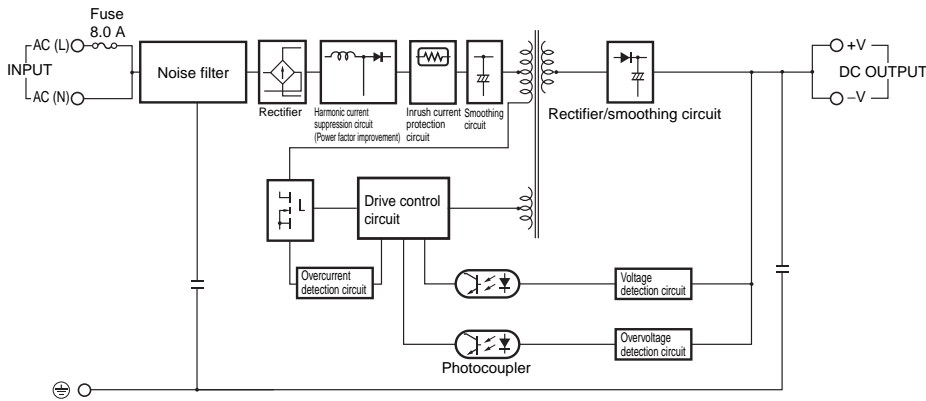 Fuse
8.0 A
AC (L)
INPUT
AC (N)
Noise filter
Rectifier
Harmonic current
suppression circuit
(Power factor improvement)
Inrush current
protection
circuit
Smoothing
circuit
Rectifier/smoothing circuit
+V
DC OUTPUT
–V
Drive control
circuit
Overcurrent
detection circuit
Voltage
detection circuit
Overvoltage
detection circuit
Photocoupler